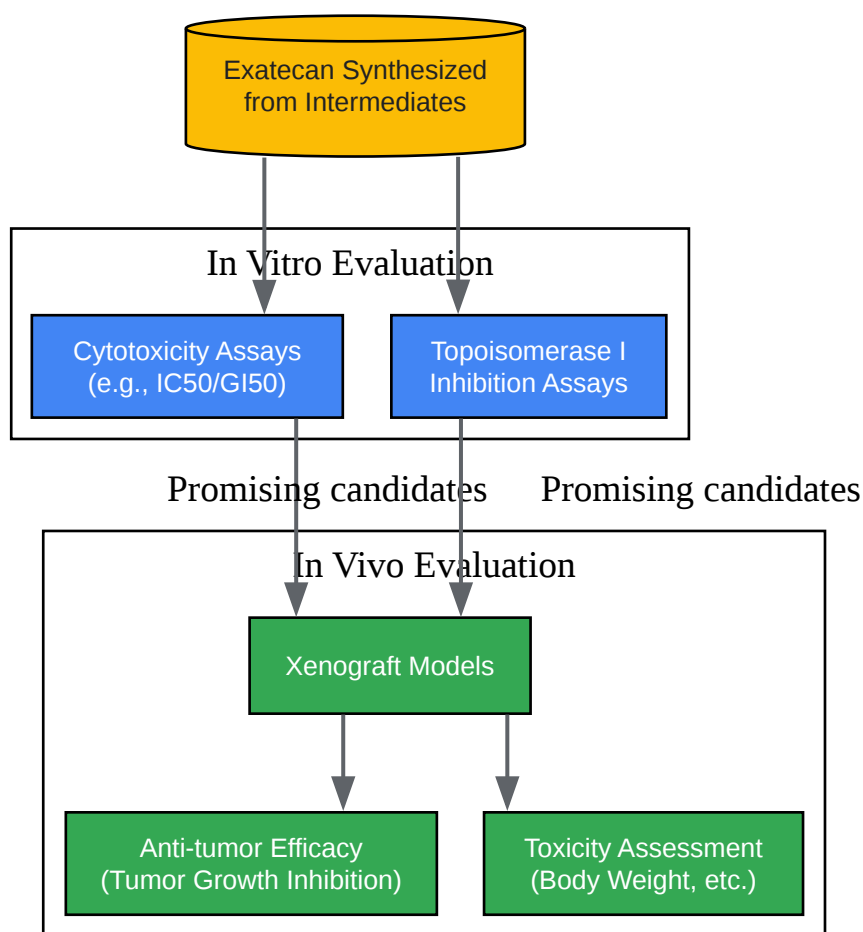 Exatecan Synthesized
from Intermediates
In Vitro Evaluation
Cytotoxicity Assays
(e.g., IC50/GI50)
Topoisomerase I
Inhibition Assays
Promising candidates
Promising candidates
In Vivo Evaluation
Xenograft Models
Anti-tumor Efficacy
(Tumor Growth Inhibition)
Toxicity Assessment
(Body Weight, etc.)